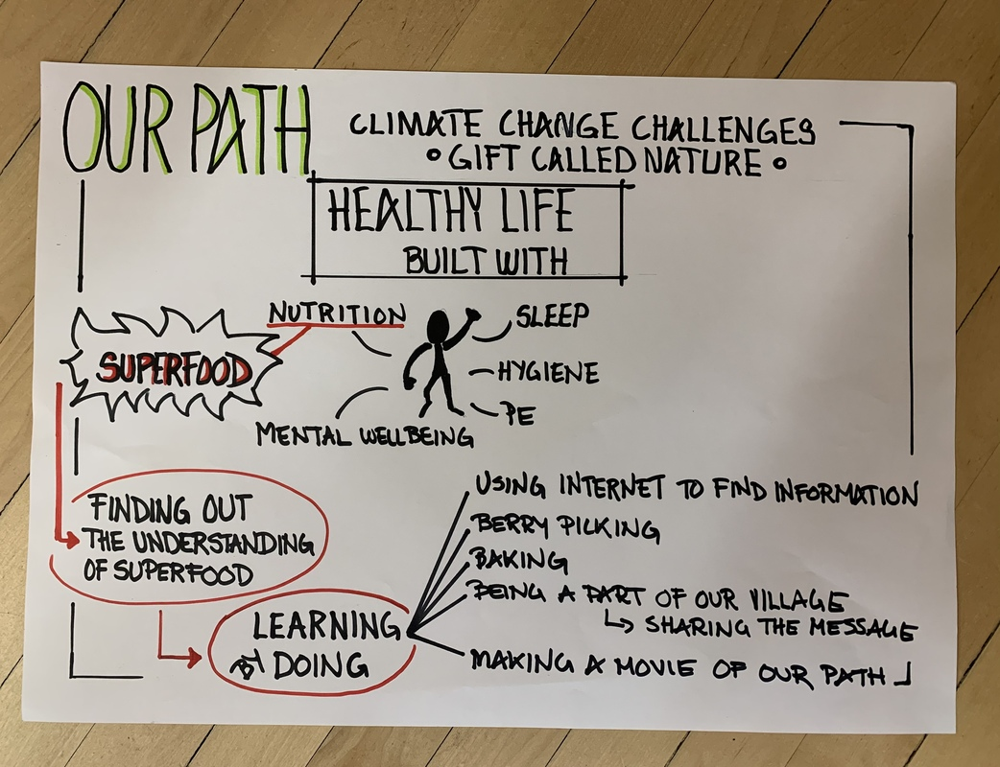 OUR PATH
CLIMATE CHANGE CHALLENGES
• GIFT CALLED NATURE •
HEALTHY LIFE
BUILT WITH
NUTRITION
SLEEP
SUPERFOOD
HYGIENE
PE
MENTAL WELLBEING
FINDING OUT
THE UNDERSTANDING
OF SUPERFOOD
LEARNING
BY DOING
USING INTERNET TO FIND INFORMATION
BERRY PICKING
BAKING
BEING A PART OF OUR VILLAGE
↳ SHARING THE MESSAGE
MAKING A MOVIE OF OUR PATH